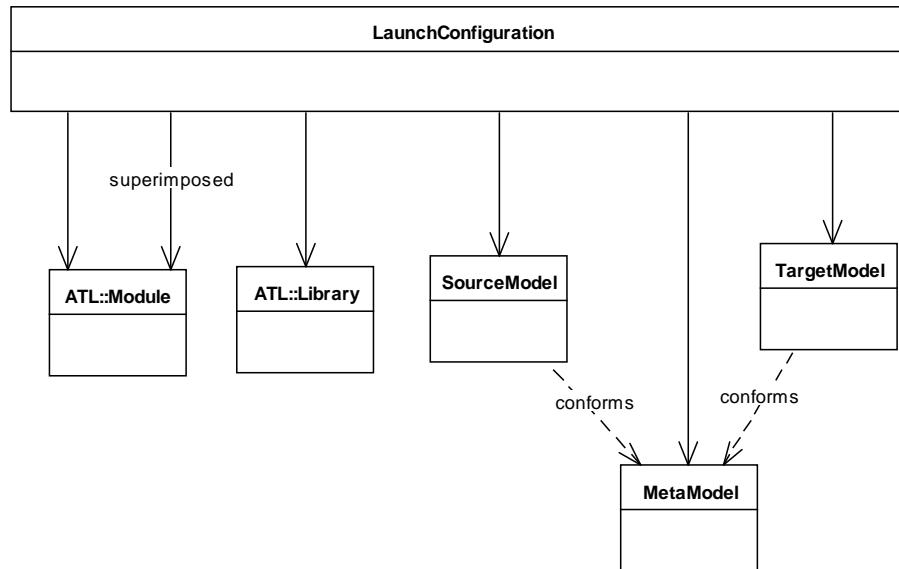 LaunchConfiguration
superimposed
ATL::Module
ATL::Library
SourceModel
TargetModel
conforms
conforms
MetaModel